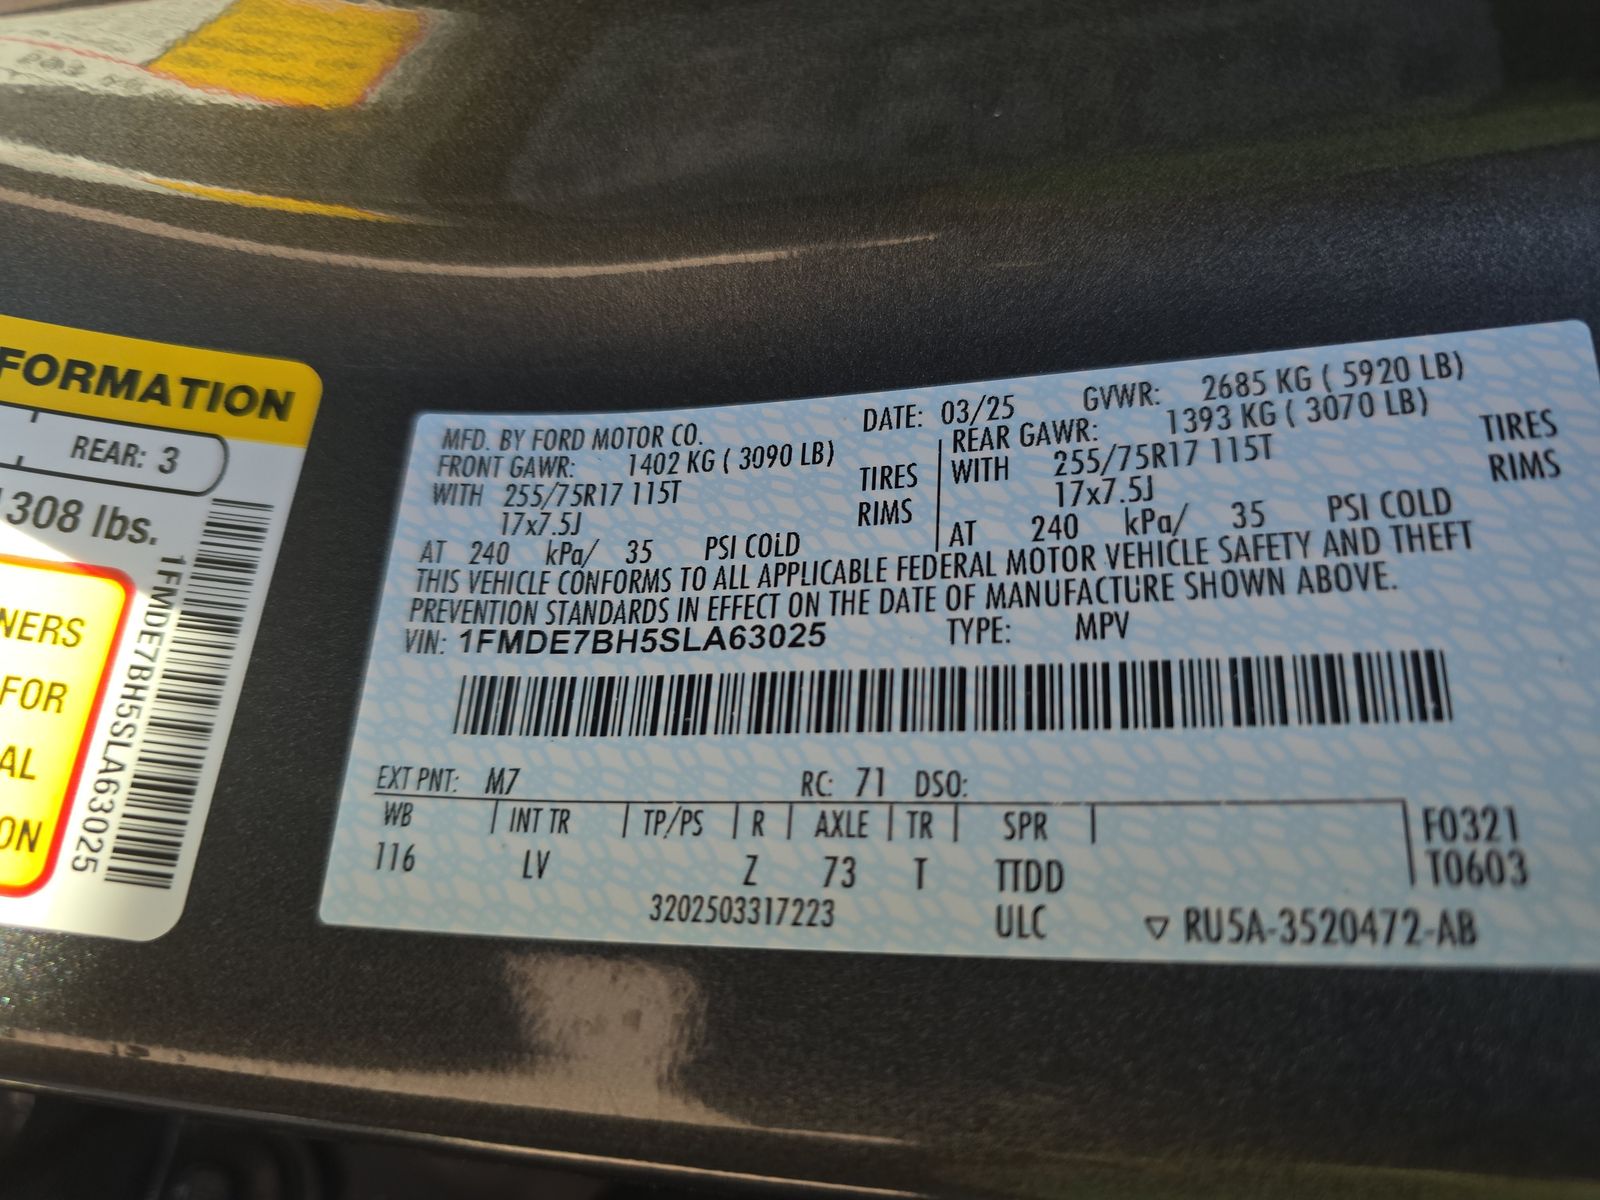 FORMATION
REAR: 3
1308 lbs.
NERS
FOR
AL
ON
1FMDE7BH5SLA63025
MFD. BY FORD MOTOR CO. DATE: 03/25 GVWR: 2685 KG ( 5920 LB)
FRONT GAWR: 1402 KG ( 3090 LB) REAR GAWR: 1393 KG ( 3070 LB)
WITH 255/75R17 115T TIRES WITH 255/75R17 115T TIRES
17x7.5J RIMS 17x7.5J RIMS
AT 240 kPa/ 35 PSI COLD AT 240 kPa/ 35 PSI COLD
THIS VEHICLE CONFORMS TO ALL APPLICABLE FEDERAL MOTOR VEHICLE SAFETY AND THEFT
PREVENTION STANDARDS IN EFFECT ON THE DATE OF MANUFACTURE SHOWN ABOVE.
VIN: 1FMDE7BH5SLA63025 TYPE: MPV
EXT PNT: M7 RC: 71 DSO:
WB INT TR TP/PS R AXLE TR SPR F0321
116 LV Z 73 T TTDD T0603
3202503317223 ULC ▽ RU5A-3520472-AB